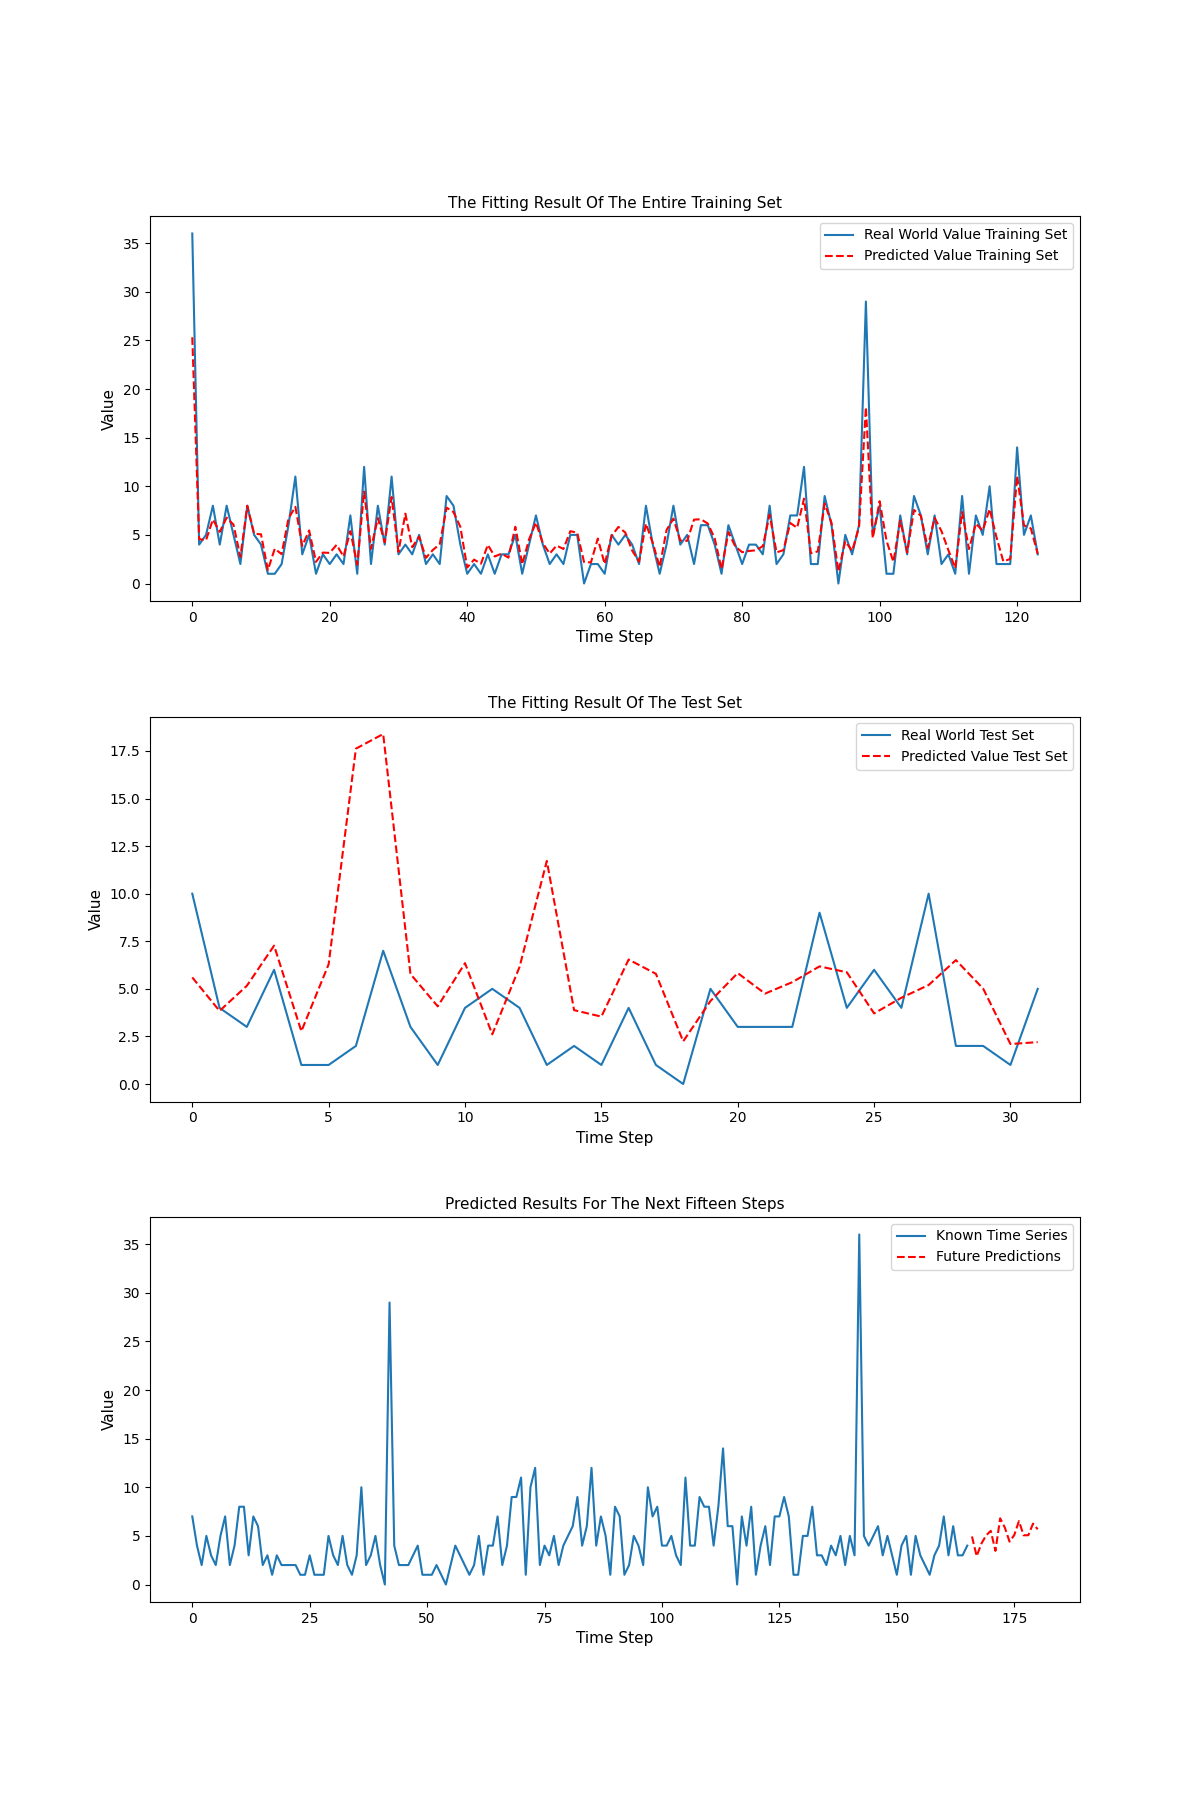 The Fitting Result Of The Entire Training Set
Real World Value Training Set
Predicted Value Training Set
Value
35
30
25
20
15
10
5
0
0 20 40 60 80 100 120
Time Step
The Fitting Result Of The Test Set
Real World Test Set
Predicted Value Test Set
Value
17.5
15.0
12.5
10.0
7.5
5.0
2.5
0.0
0 5 10 15 20 25 30
Time Step
Predicted Results For The Next Fifteen Steps
Known Time Series
Future Predictions
Value
35
30
25
20
15
10
5
0
0 25 50 75 100 125 150 175
Time Step